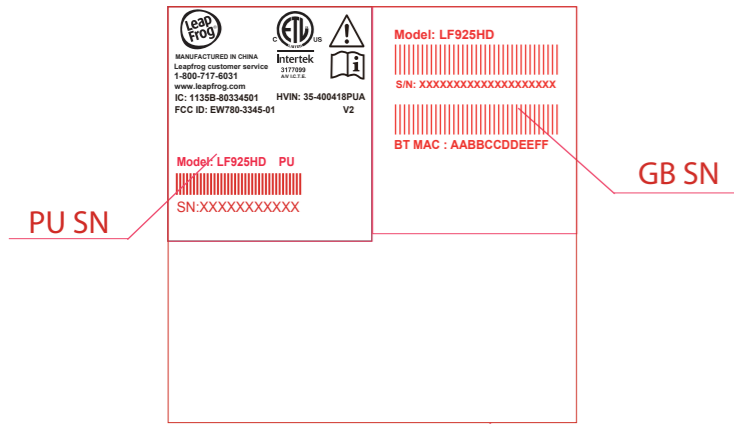 Leap
Frog
C
ETL
US
LISTED
Intertek
3177099
A/V I.C.T.E.
MANUFACTURED IN CHINA
Leapfrog customer service
1-800-717-6031
www.leapfrog.com
IC: 1135B-80334501
HVIN: 35-400418PUA
FCC ID: EW780-3345-01
V2
Model: LF925HD PU
SN:XXXXXXXXXXX
PU SN
Model: LF925HD
S/N: XXXXXXXXXXXXXXXXXXXX
BT MAC : AABBCCDDEEFF
GB SN